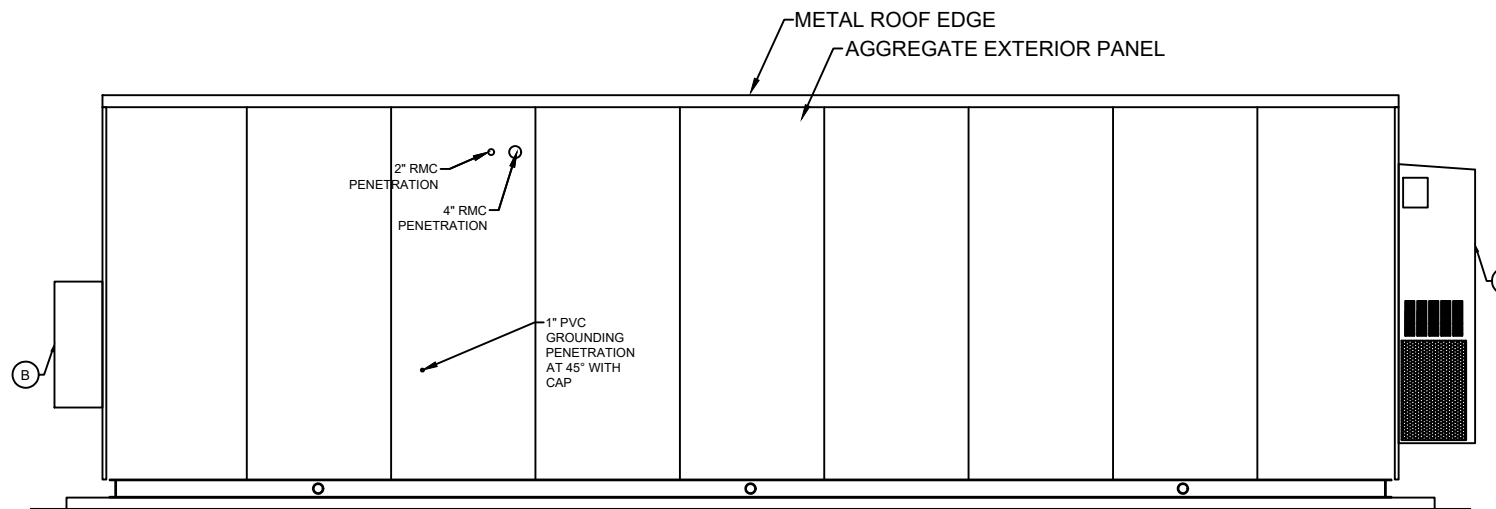 METAL ROOF EDGE
AGGREGATE EXTERIOR PANEL
2" RMC
PENETRATION
4" RMC
PENETRATION
1" PVC
GROUNDING
PENETRATION
AT 45° WITH
CAP
B